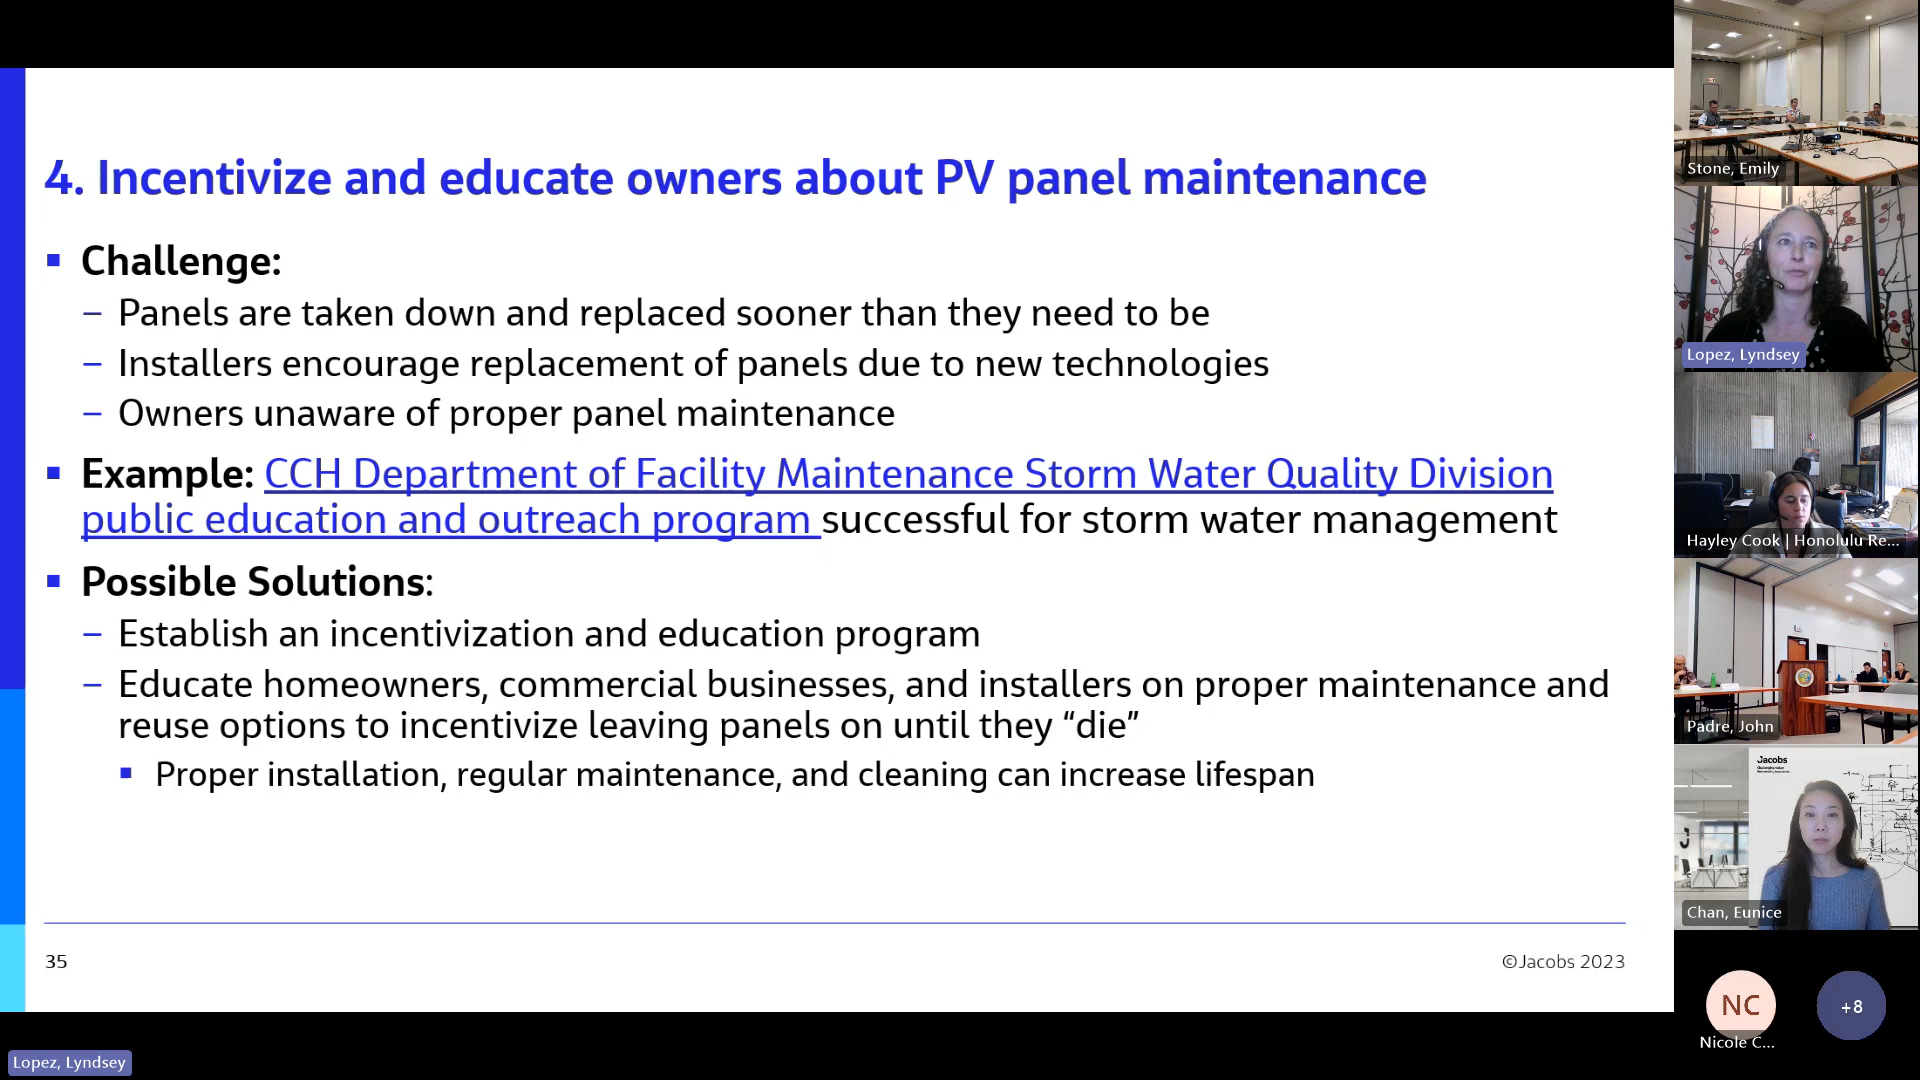 4. Incentivize and educate owners about PV panel maintenance
▪ Challenge:
– Panels are taken down and replaced sooner than they need to be
– Installers encourage replacement of panels due to new technologies
– Owners unaware of proper panel maintenance
▪ Example: CCH Department of Facility Maintenance Storm Water Quality Division
public education and outreach program successful for storm water management
▪ Possible Solutions:
– Establish an incentivization and education program
– Educate homeowners, commercial businesses, and installers on proper maintenance and
reuse options to incentivize leaving panels on until they “die”
▪ Proper installation, regular maintenance, and cleaning can increase lifespan
35
©Jacobs 2023
Lopez, Lyndsey
Stone, Emily
Lopez, Lyndsey
Hayley Cook | Honolulu Re...
Padre, John
Jacobs
Chan, Eunice
NC
+8
Nicole C...